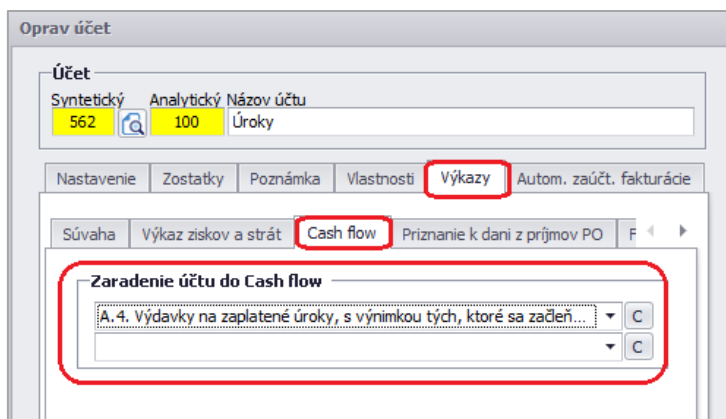 Oprav účet
Účet
Syntetický Analytický Názov účtu
562 100 Úroky
Nastavenie Zostatky Poznámka Vlastnosti Výkazy Autom. zaúčt. fakturácie
Súvaha Výkaz ziskov a strát Cash flow Priznanie k dani z príjmov PO F
Zaradenie účtu do Cash flow
A.4. Výdavky na zaplatené úroky, s výnimkou tých, ktoré sa začleň... C
C